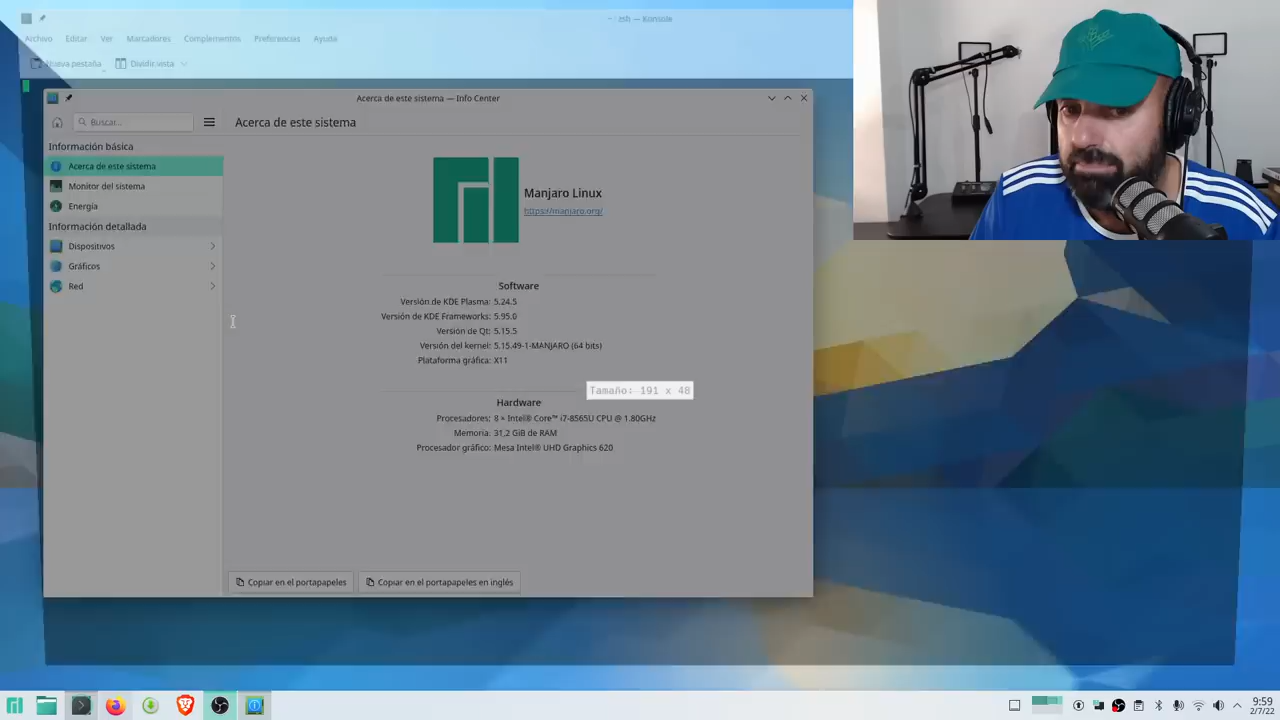 ~ : zsh — Konsole
Archivo Editar Ver Marcadores Complementos Preferencias Ayuda
Nueva pestaña Dividir vista
Acerca de este sistema — Info Center
Buscar...
Acerca de este sistema
Información básica
Acerca de este sistema
Monitor del sistema
Energía
Información detallada
Dispositivos
Gráficos
Red
Manjaro Linux
https://manjaro.org/
Software
Versión de KDE Plasma: 5.24.5
Versión de KDE Frameworks: 5.95.0
Versión de Qt: 5.15.5
Versión del kernel: 5.15.49-1-MANJARO (64 bits)
Plataforma gráfica: X11
Tamaño: 191 x 48
Hardware
Procesadores: 8 × Intel® Core™ i7-8565U CPU @ 1.80GHz
Memoria: 31,2 GiB de RAM
Procesador gráfico: Mesa Intel® UHD Graphics 620
Copiar en el portapapeles
Copiar en el portapapeles en inglés
9:59
2/7/22